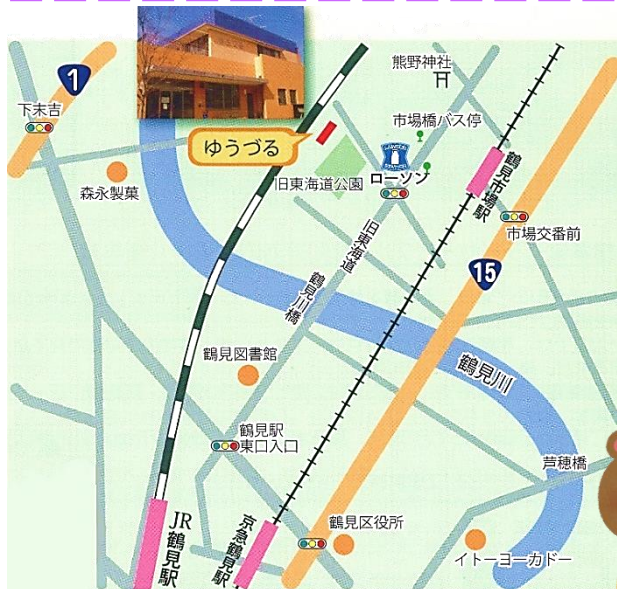 1
下末吉
森永製菓
ゆうづる
熊野神社
市場橋バス停
旧東海道公園
ローソン
旧東海道
鶴見市場駅
市場交番前
15
鶴見川橋
鶴見図書館
鶴見川
鶴見駅
東口入口
芦穂橋
JR
鶴見駅
京急鶴見駅
鶴見区役所
イトーヨーカドー